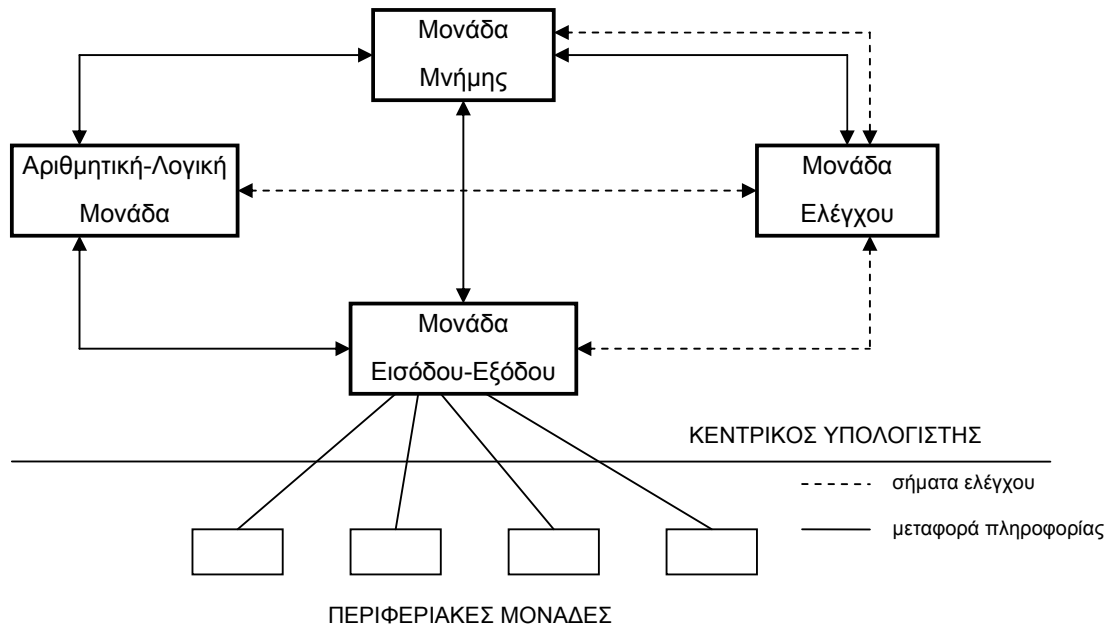 Μονάδα
Μνήμης
Αριθμητική-Λογική
Μονάδα
Μονάδα
Ελέγχου
Μονάδα
Εισόδου-Εξόδου
ΚΕΝΤΡΙΚΟΣ ΥΠΟΛΟΓΙΣΤΗΣ
σήματα ελέγχου
μεταφορά πληροφορίας
ΠΕΡΙΦΕΡΙΑΚΕΣ ΜΟΝΑΔΕΣ